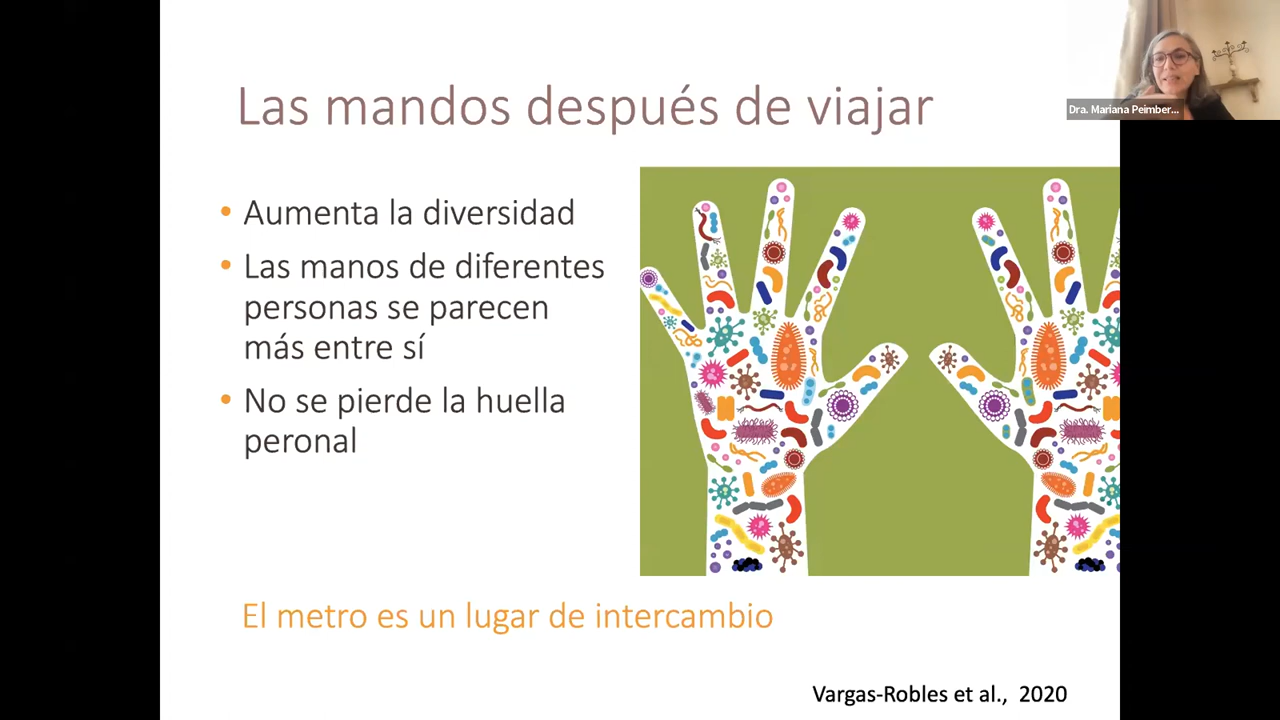 Las mandos después de viajar
Dra. Mariana Peimber...
• Aumenta la diversidad
• Las manos de diferentes
personas se parecen
más entre sí
• No se pierde la huella
peronal
El metro es un lugar de intercambio
Vargas-Robles et al., 2020